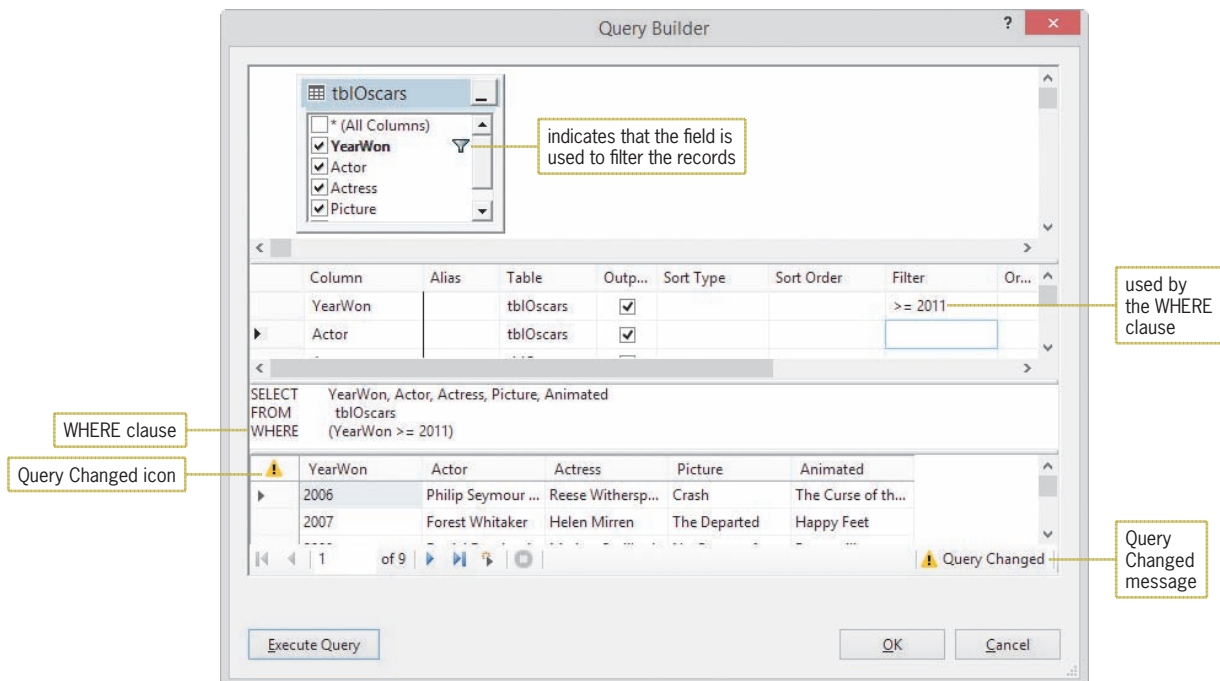 Query Builder
?
×
tblOscars
* (All Columns)
YearWon
Actor
Actress
Picture
indicates that the field is
used to filter the records
Column Alias Table Outp... Sort Type Sort Order Filter Or...
YearWon tblOscars >= 2011
Actor tblOscars
used by
the WHERE
clause
SELECT YearWon, Actor, Actress, Picture, Animated
FROM tblOscars
WHERE (YearWon >= 2011)
WHERE clause
Query Changed icon
YearWon Actor Actress Picture Animated
2006 Philip Seymour ... Reese Withersp... Crash The Curse of th...
2007 Forest Whitaker Helen Mirren The Departed Happy Feet
1 of 9
Query Changed
Query
Changed
message
Execute Query
OK
Cancel